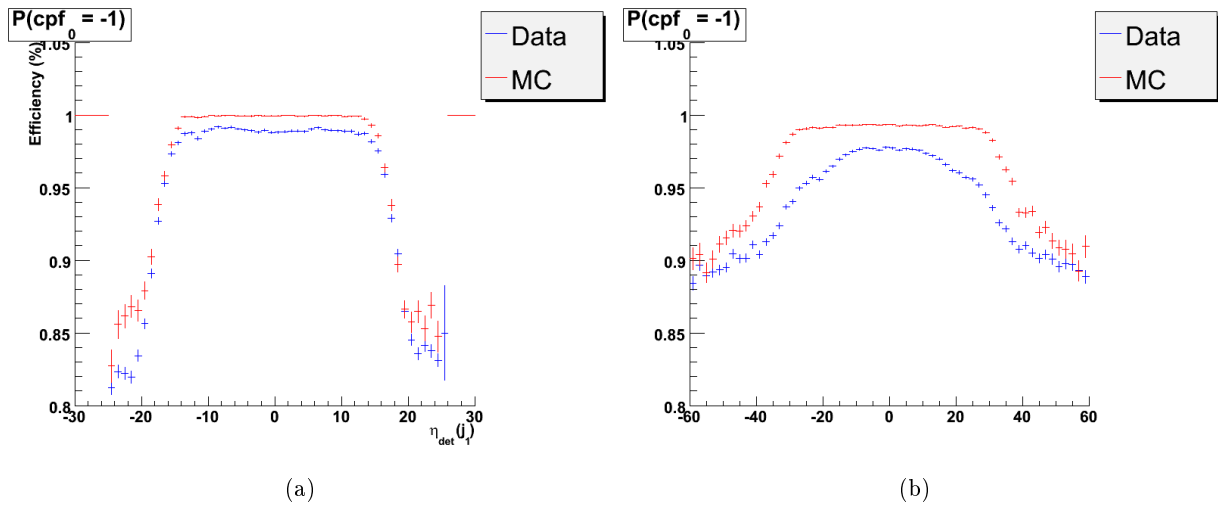 P(cpf₀ = -1)
Data
MC
Efficiency (%)
1.05
1
0.95
0.9
0.85
0.8
-30 -20 -10 0 10 20 30
η_det(j₁)
(a)
P(cpf₀ = -1)
Data
MC
1.05
1
0.95
0.9
0.85
0.8
-60 -40 -20 0 20 40 60
(b)